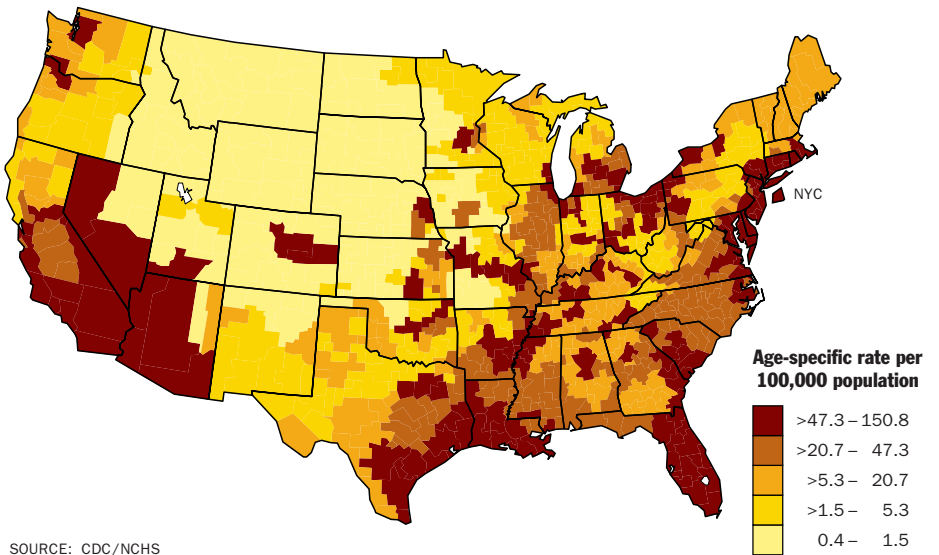 NYC
Age-specific rate per
100,000 population
>47.3 – 150.8
>20.7 – 47.3
>5.3 – 20.7
>1.5 – 5.3
0.4 – 1.5
SOURCE: CDC/NCHS